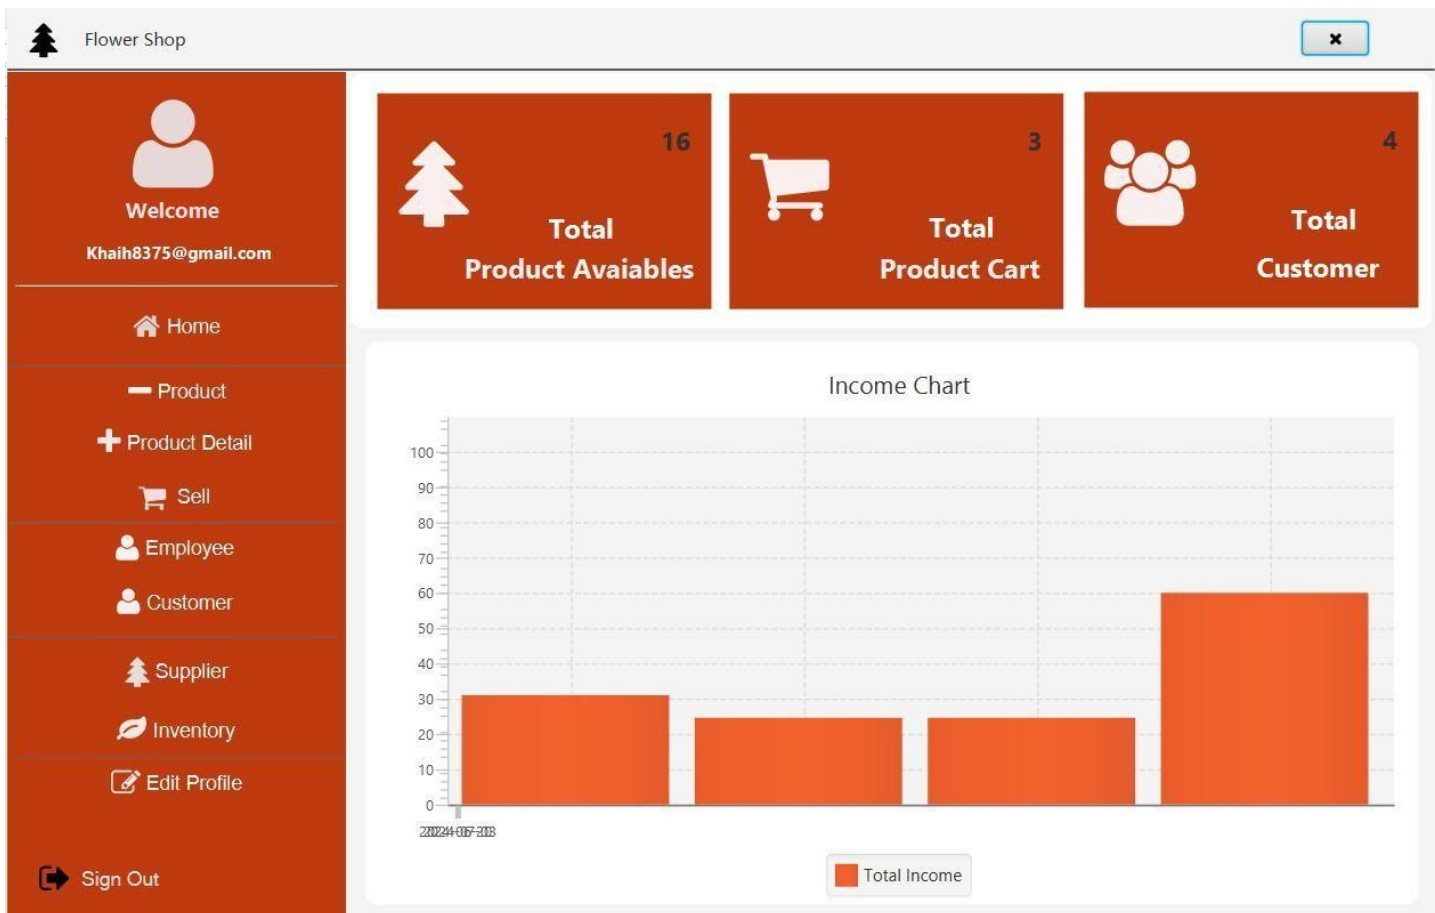 Flower Shop
Welcome
Khaih8375@gmail.com
Home
Product
Product Detail
Sell
Employee
Customer
Supplier
Inventory
Edit Profile
Sign Out
16
Total
Product Avaiables
3
Total
Product Cart
4
Total
Customer
Income Chart
100
90
80
70
60
50
40
30
20
10
0
Total Income